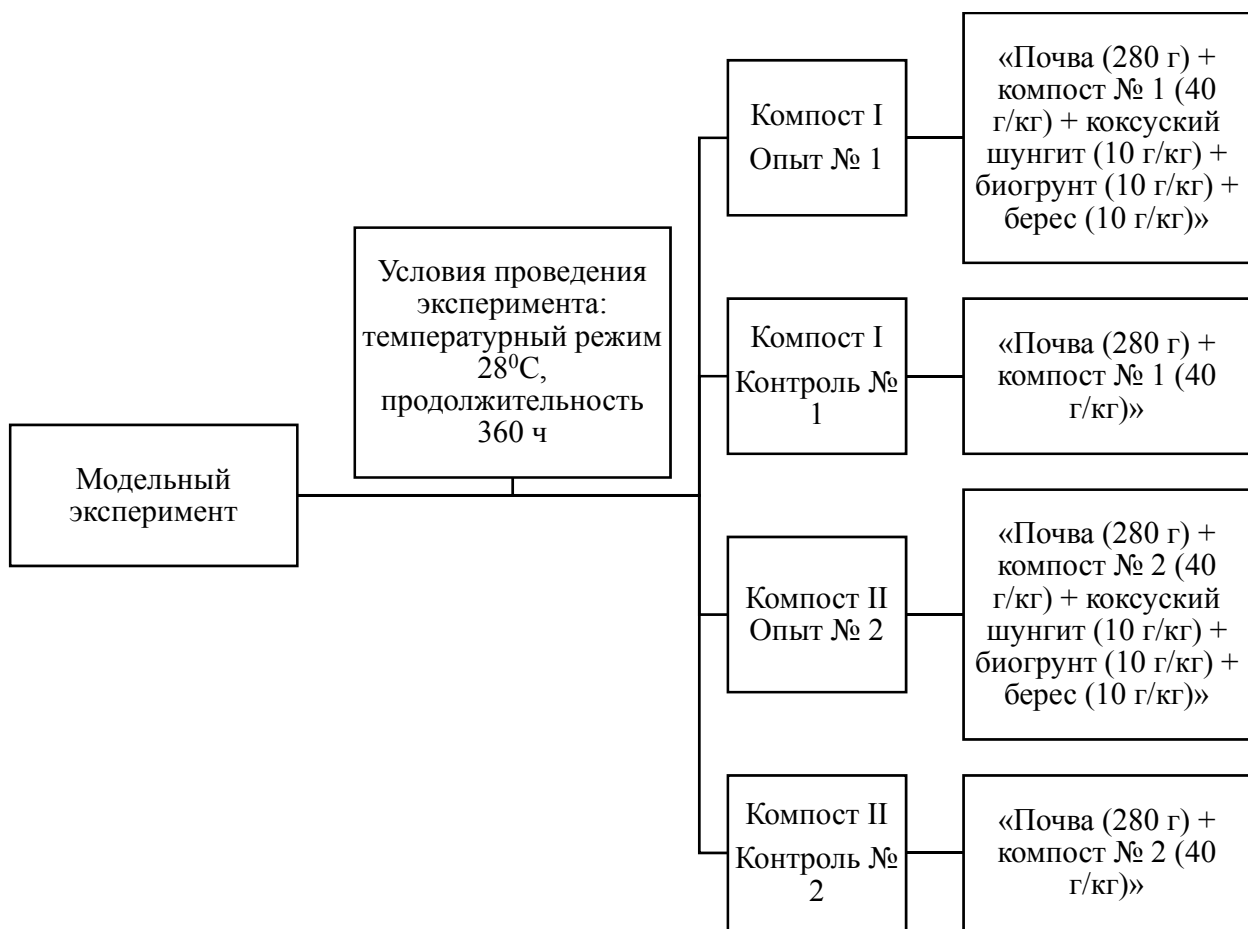 Модельный
эксперимент
Условия проведения
эксперимента:
температурный режим
28⁰С,
продолжительность
360 ч
Компост I
Опыт № 1
«Почва (280 г) +
компост № 1 (40
г/кг) + коксуский
шунгит (10 г/кг) +
биогрунт (10 г/кг) +
берес (10 г/кг)»
Компост I
Контроль №
1
«Почва (280 г) +
компост № 1 (40
г/кг)»
Компост II
Опыт № 2
«Почва (280 г) +
компост № 2 (40
г/кг) + коксуский
шунгит (10 г/кг) +
биогрунт (10 г/кг) +
берес (10 г/кг)»
Компост II
Контроль №
2
«Почва (280 г) +
компост № 2 (40
г/кг)»